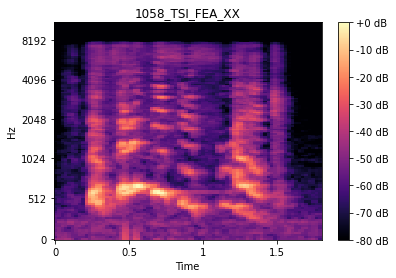 1058_TSI_FEA_XX
+0 dB
8192
-10 dB
4096
-20 dB
-30 dB
2048
Hz
-40 dB
1024
-50 dB
512
-60 dB
-70 dB
0
-80 dB
0
0.5
1
1.5
Time